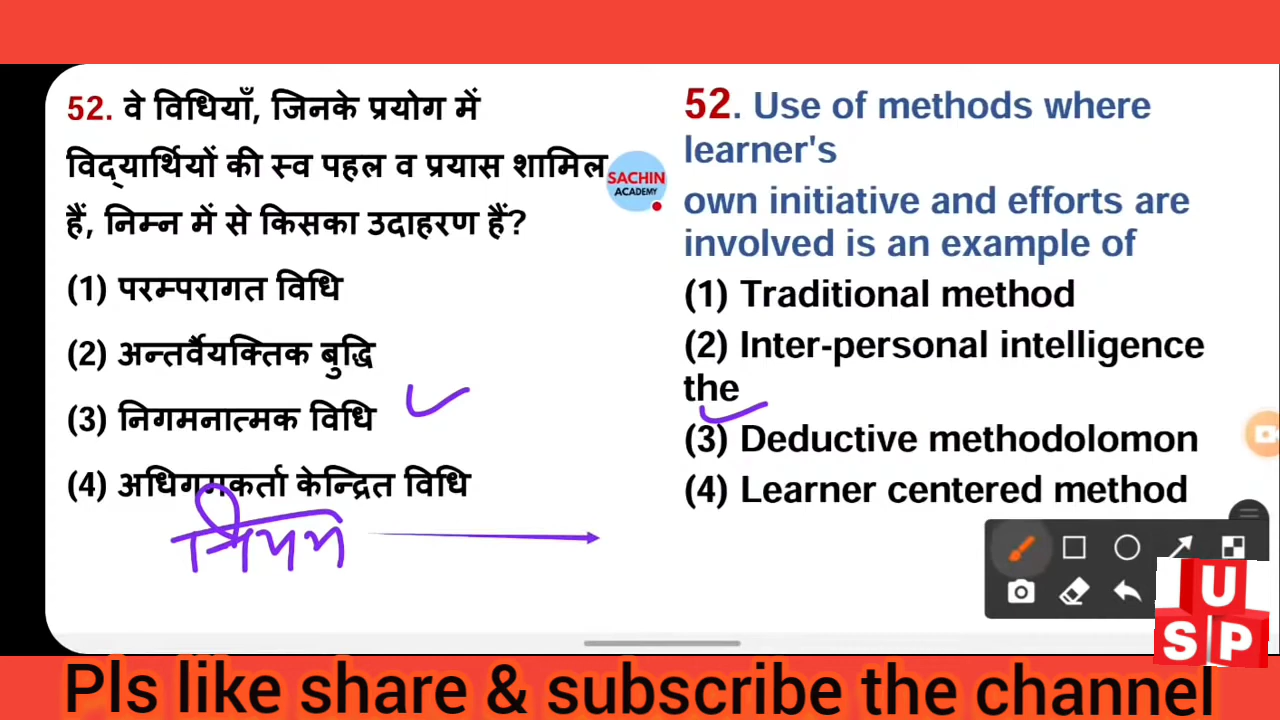 52. वे विधियाँ, जिनके प्रयोग में
विद्यार्थियों की स्व पहल व प्रयास शामिल
हैं, निम्न में से किसका उदाहरण हैं?
(1) परम्परागत विधि
(2) अन्तर्वैयक्तिक बुद्धि
(3) निगमनात्मक विधि
(4) अधिगमकर्ता केन्द्रित विधि
नियम
SACHIN
ACADEMY
52. Use of methods where
learner's
own initiative and efforts are
involved is an example of
(1) Traditional method
(2) Inter-personal intelligence
the
(3) Deductive methodolomon
(4) Learner centered method
U
S P
Pls like share & subscribe the channel